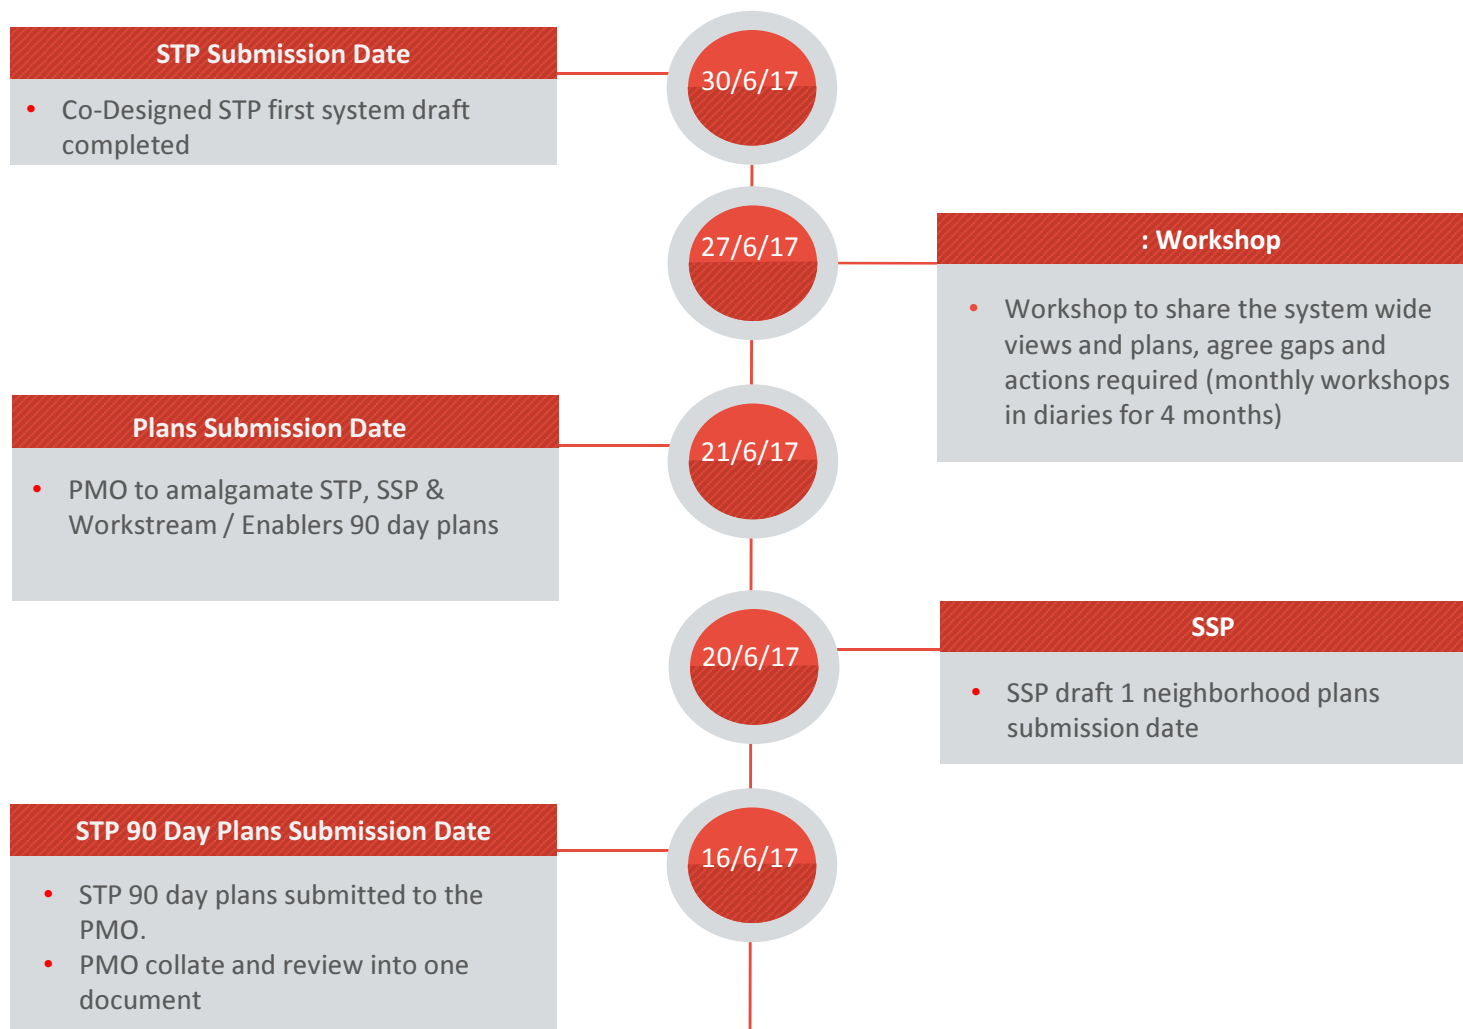 STP Submission Date
• Co-Designed STP first system draft
completed
30/6/17
27/6/17
: Workshop
• Workshop to share the system wide
views and plans, agree gaps and
actions required (monthly workshops
in diaries for 4 months)
Plans Submission Date
• PMO to amalgamate STP, SSP &
Workstream / Enablers 90 day plans
21/6/17
20/6/17
SSP
• SSP draft 1 neighborhood plans
submission date
STP 90 Day Plans Submission Date
• STP 90 day plans submitted to the
PMO.
• PMO collate and review into one
document
16/6/17